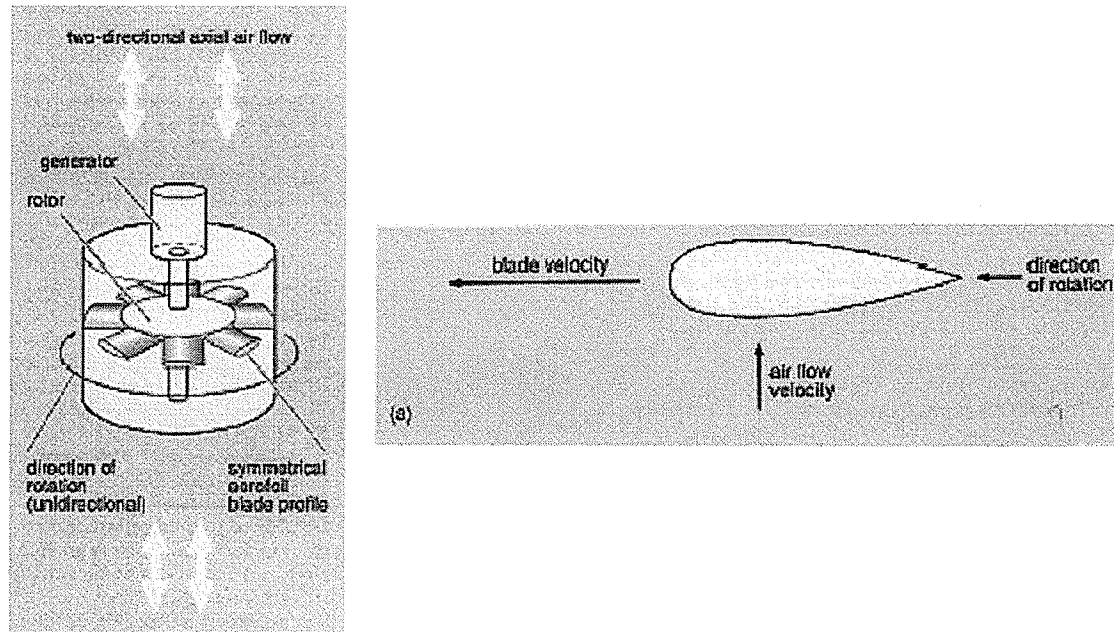 two-directional axial air flow
generator
rotor
direction of
rotation
(unidirectional)
symmetrical
aerofoil
blade profile
blade velocity
direction
of rotation
air flow
velocity
(a)